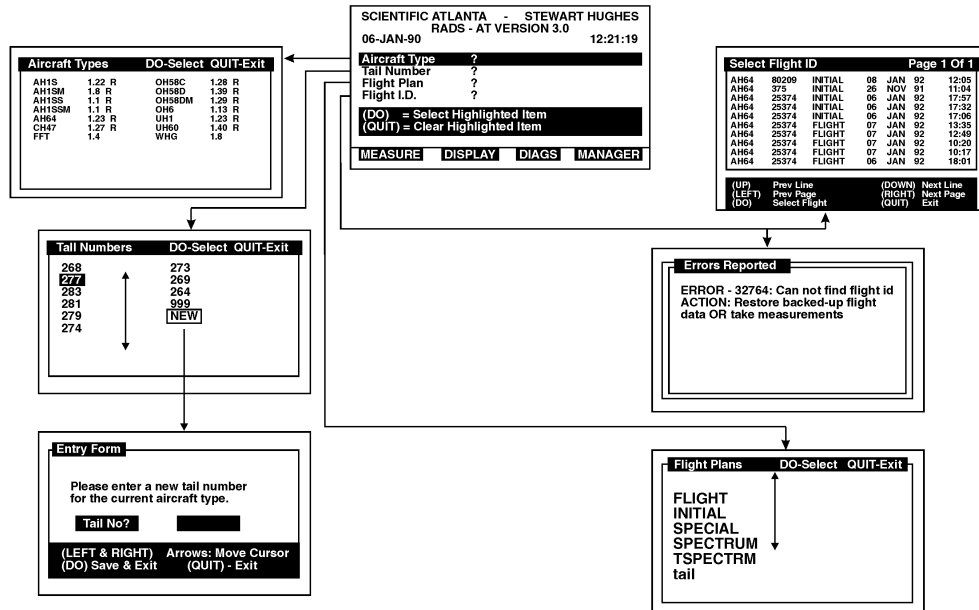 SCIENTIFIC ATLANTA - STEWART HUGHES
RADS - AT VERSION 3.0
06-JAN-90 12:21:19
Aircraft Type ?
Tail Number ?
Flight Plan ?
Flight I.D. ?
(DO) = Select Highlighted Item
(QUIT) = Clear Highlighted Item
MEASURE DISPLAY DIAGS MANAGER
Aircraft Types DO-Select QUIT-Exit
AH1S 1.22 R OH58C 1.28 R
AH1SM 1.8 R OH58D 1.39 R
AH1SS 1.1 R OH58DM 1.29 R
AH1SSM 1.1 R OH6 1.13 R
AH64 1.23 R UH1 1.23 R
CH47 1.27 R UH60 1.40 R
FFT 1.4 WHG 1.8
Select Flight ID Page 1 Of 1
AH64 80209 INITIAL 08 JAN 92 12:05
AH64 375 INITIAL 26 NOV 91 11:04
AH64 25374 INITIAL 06 JAN 92 17:57
AH64 25374 INITIAL 06 JAN 92 17:32
AH64 25374 INITIAL 06 JAN 92 17:06
AH64 25374 FLIGHT 07 JAN 92 13:35
AH64 25374 FLIGHT 07 JAN 92 12:49
AH64 25374 FLIGHT 07 JAN 92 10:20
AH64 25374 FLIGHT 07 JAN 92 10:17
AH64 25374 FLIGHT 06 JAN 92 18:01
(UP) Prev Line (DOWN) Next Line
(LEFT) Prev Page (RIGHT) Next Page
(DO) Select Flight (QUIT) Exit
Tail Numbers DO-Select QUIT-Exit
268 273
277 269
283 264
281 999
279 NEW
274
Errors Reported
ERROR - 32764: Can not find flight id
ACTION: Restore backed-up flight
data OR take measurements
Entry Form
Please enter a new tail number
for the current aircraft type.
Tail No?
(LEFT & RIGHT) Arrows: Move Cursor
(DO) Save & Exit (QUIT) - Exit
Flight Plans DO-Select QUIT-Exit
FLIGHT
INITIAL
SPECIAL
SPECTRUM
TSPECTRM
tail